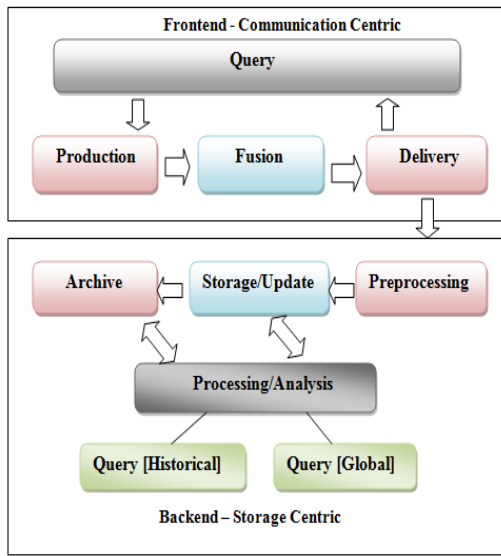 Frontend - Communication Centric
Query
Production
Fusion
Delivery
Archive
Storage/Update
Preprocessing
Processing/Analysis
Query [Historical]
Query [Global]
Backend – Storage Centric